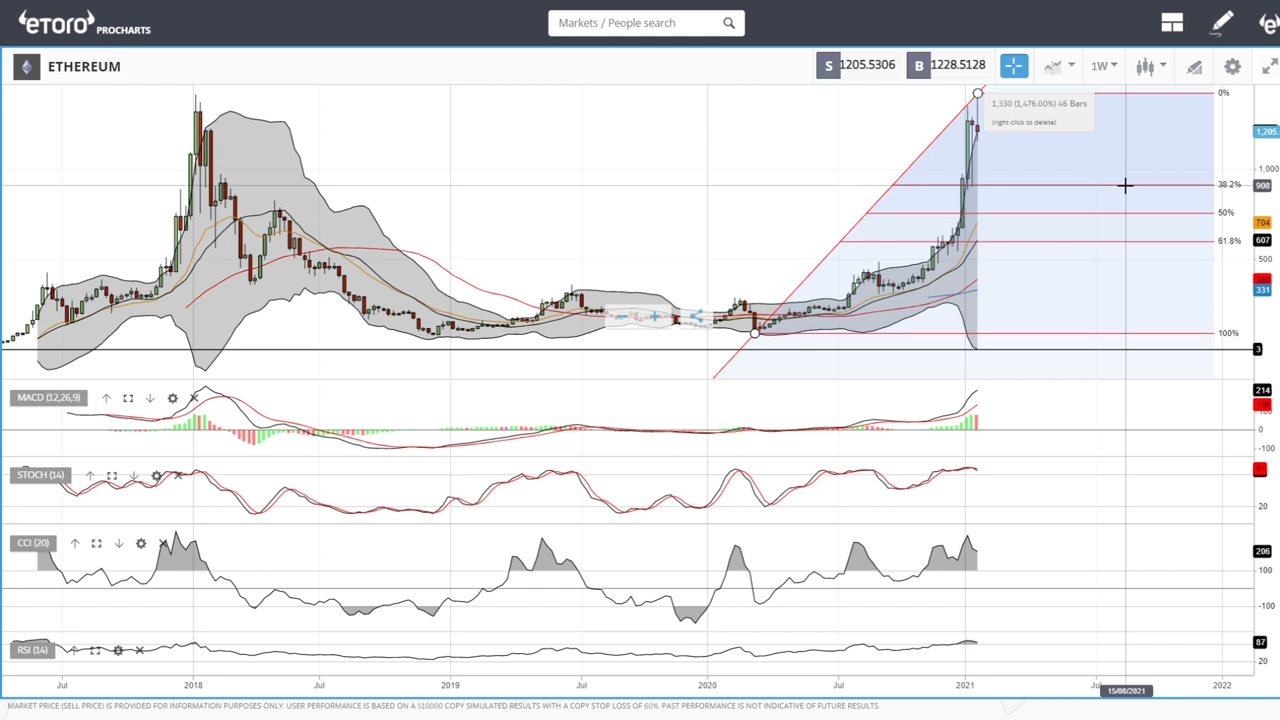 eTORO PROCHARTS
Markets / People search
ETHEREUM
S 1205.5306 B 1228.5128 1W
1,330 (1,476.00%) 46 Bars
(right click to delete)
0%
1,205.
1,000
38.2% 908
50%
704
61.8% 607
500
331
100%
3
MACD (12,26,9)
214
0
-100
STOCH (14)
20
CCI (20)
206
100
-100
RSI (14)
87
20
Jul 2018 Jul 2019 Jul 2020 Jul 2021 Jul 2022
15/08/2021
MARKET PRICE (SELL PRICE) IS PROVIDED FOR INFORMATION PURPOSES ONLY. USER PERFORMANCE IS BASED ON A $10000 COPY SIMULATED RESULTS WITH A COPY STOP LOSS OF 60%. PAST PERFORMANCE IS NOT INDICATIVE OF FUTURE RESULTS.